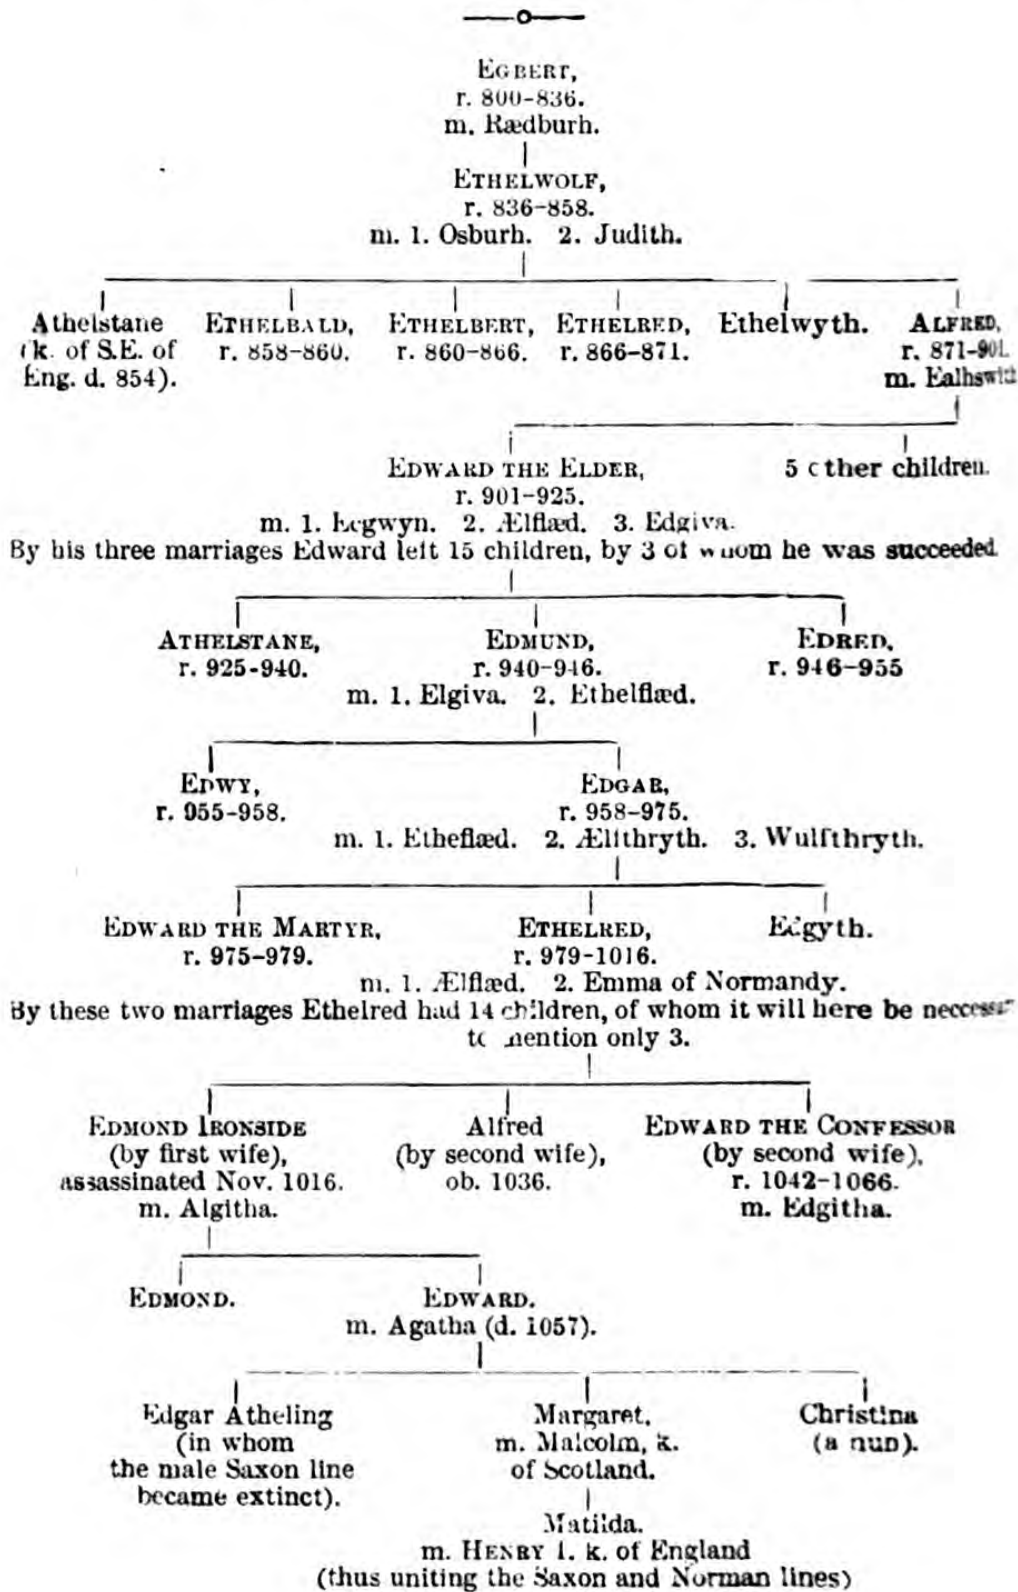 EGBERT,
r. 800-836.
m. Rædburh.
ETHELWOLF,
r. 836-858.
m. 1. Osburh. 2. Judith.
Athelstane
(k. of S.E. of
Eng. d. 854).
ETHELBALD,
r. 858-860.
ETHELBERT,
r. 860-866.
ETHELRED,
r. 866-871.
Ethelwyth.
ALFRED,
r. 871-901.
m.
EDWARD THE ELDER,
r. 901-925.
m. 1. Ecgwyn. 2. Ælflæd. 3. Edgiva.
5 other children.
By his three marriages Edward left 15 children, by 3 of whom he was succeeded
ATHELSTANE,
r. 925-940.
EDMUND,
r. 940-946.
m. 1. Elgiva. 2. Ethelflæd.
EDRED,
r. 946-955
EDWY,
r. 955-958.
EDGAR,
r. 958-975.
m. 1. Etheflæd. 2. Ælfthryth. 3. Wulfthryth.
EDWARD THE MARTYR,
r. 975-979.
ETHELRED,
r. 979-1016.
m. 1. Ælflæd. 2. Emma of Normandy.
Edgyth.
By these two marriages Ethelred had 14 children, of whom it will here be
to mention only 3.
EDMOND IRONSIDE
(by first wife),
assassinated Nov. 1016.
m. Algitha.
Alfred
(by second wife),
ob. 1036.
EDWARD THE CONFESSOR
(by second wife),
r. 1042-1066.
m. Edgitha.
EDMOND.
EDWARD.
m. Agatha (d. 1057).
Edgar Atheling
(in whom
the male Saxon line
became extinct).
Margaret,
m. Malcolm, k.
of Scotland.
Christina
(a nun).
Matilda.
m. HENRY I. k. of England
(thus uniting the Saxon and Norman lines)